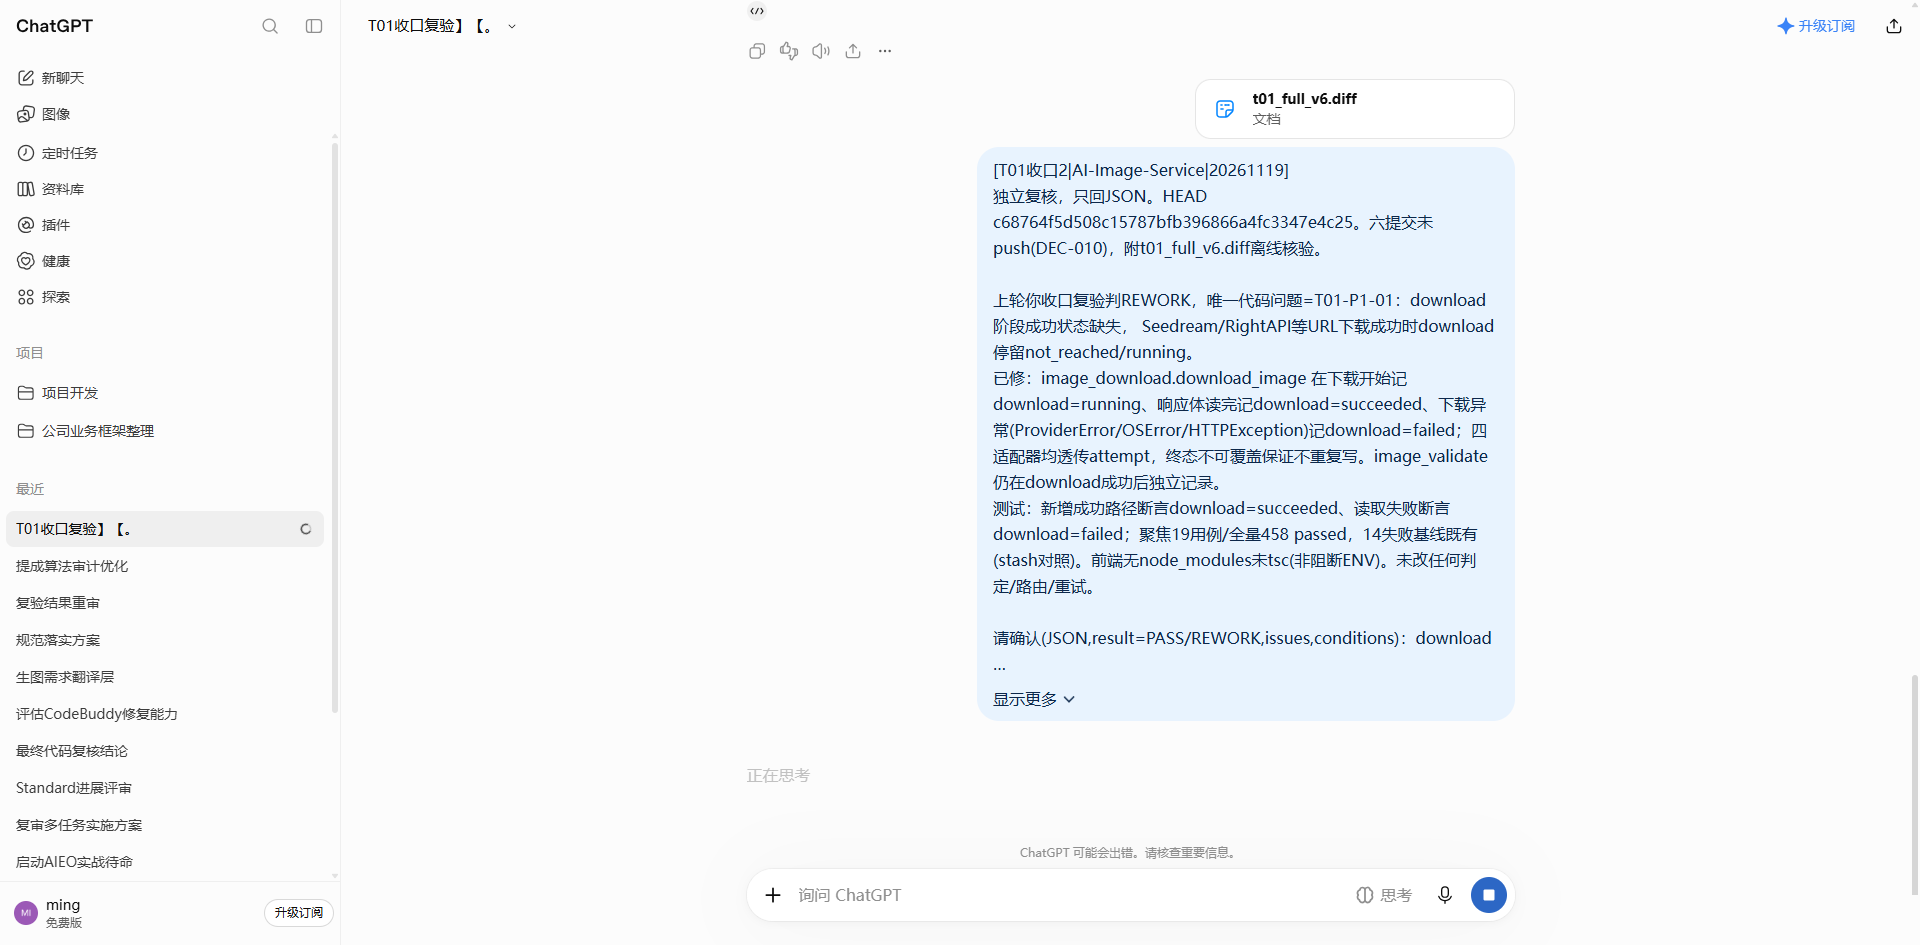 ChatGPT
新聊天
图像
定时任务
资料库
插件
健康
探索
项目
项目开发
公司业务框架整理
最近
T01收口复验】【。
提成算法审计优化
复验结果重审
规范落实方案
生图需求翻译层
评估CodeBuddy修复能力
最终代码复核结论
Standard进展评审
复审多任务实施方案
启动AIEO实战待命
MI
ming
免费版
升级订阅
T01收口复验】【。
升级订阅
t01_full_v6.diff
文档
[T01收口2|AI-Image-Service|20261119]
独立复核，只回JSON。HEAD
c68764f5d508c15787bfb396866a4fc3347e4c25。六提交未
push(DEC-010)，附t01_full_v6.diff离线核验。
上轮你收口复验判REWORK，唯一代码问题=T01-P1-01：download
阶段成功状态缺失， Seedream/RightAPI等URL下载成功时download
停留not_reached/running。
已修：image_download.download_image 在下载开始记
download=running、响应体读完记download=succeeded、下载异
常(ProviderError/OSError/HTTPException)记download=failed；四
适配器均透传attempt，终态不可覆盖保证不重复写。image_validate
仍在download成功后独立记录。
测试：新增成功路径断言download=succeeded、读取失败断言
download=failed；聚焦19用例/全量458 passed，14失败基线既有
(stash对照)。前端无node_modules未tsc(非阻断ENV)。未改任何判
定/路由/重试。
请确认(JSON,result=PASS/REWORK,issues,conditions)：download
...
显示更多
正在思考
ChatGPT 可能会出错。请核查重要信息。
询问 ChatGPT
思考